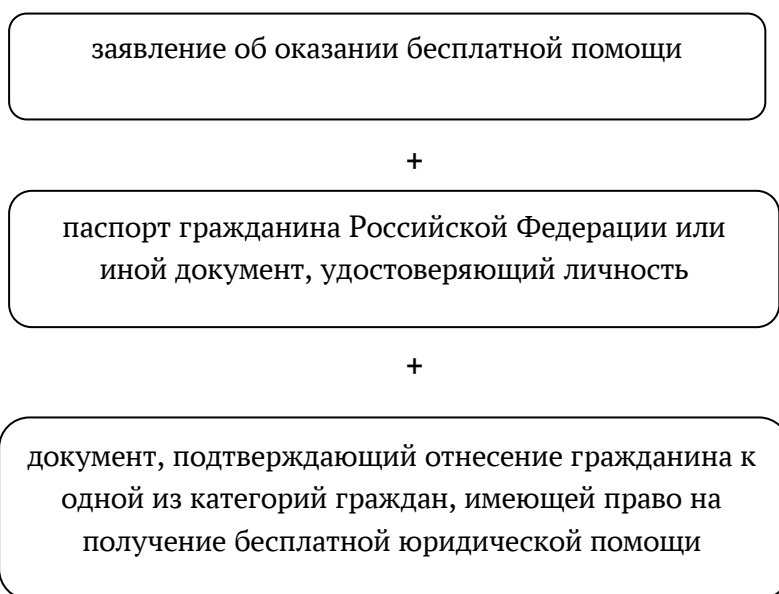 заявление об оказании бесплатной помощи
+
паспорт гражданина Российской Федерации или
иной документ, удостоверяющий личность
+
документ, подтверждающий отнесение гражданина к
одной из категорий граждан, имеющей право на
получение бесплатной юридической помощи